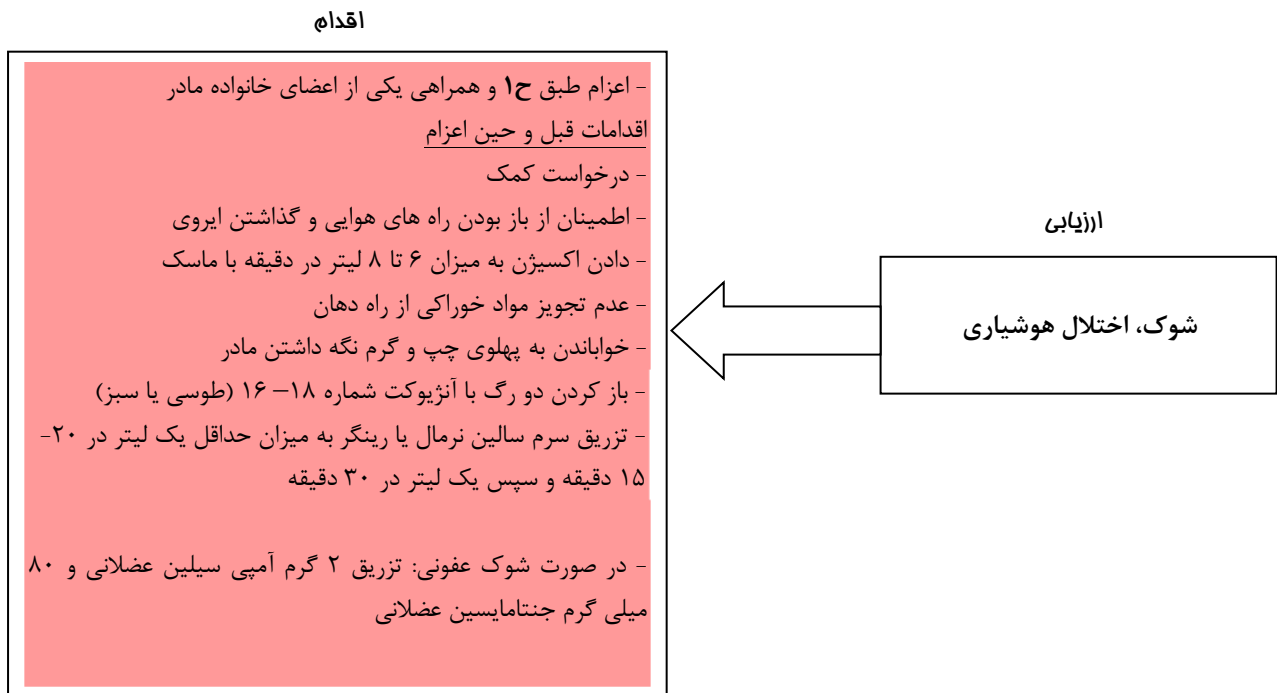 اقدام
- اعزام طبق ح۱ و همراهی یکی از اعضای خانواده مادر
اقدامات قبل و حین اعزام
- درخواست کمک
- اطمینان از باز بودن راه های هوایی و گذاشتن ایروی
- دادن اکسیژن به میزان ۶ تا ۸ لیتر در دقیقه با ماسک
- عدم تجویز مواد خوراکی از راه دهان
- خواباندن به پهلوی چپ و گرم نگه داشتن مادر
- باز کردن دو رگ با آنژیوکت شماره ۱۸– ۱۶ (طوسی یا سبز)
- تزریق سرم سالین نرمال یا رینگر به میزان حداقل یک لیتر در ۲۰-
۱۵ دقیقه و سپس یک لیتر در ۳۰ دقیقه
- در صورت شوک عفونی: تزریق ۲ گرم آمپی سیلین عضلانی و ۸۰
میلی گرم جنتامایسین عضلانی
ارزیابی
شوک، اختلال هوشیاری